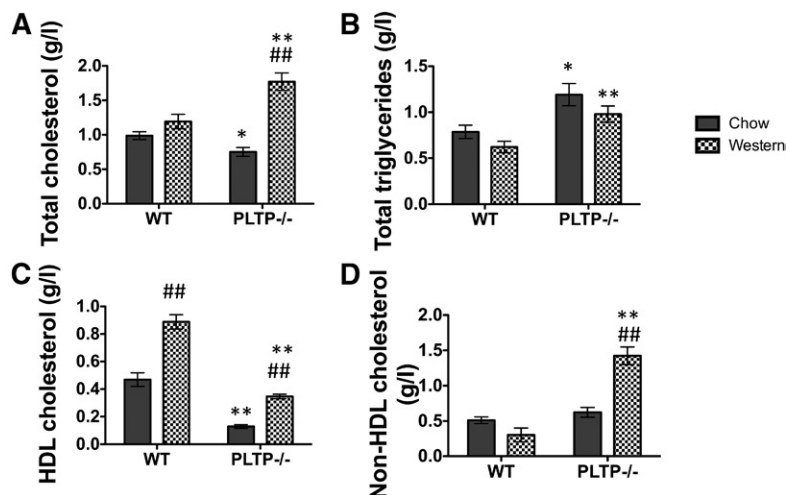 A
Total cholesterol (g/l)
2.0
1.5
1.0
0.5
0.0
*
**
##
WT
PLTP-/-
B
Total triglycerides (g/l)
1.5
1.0
0.5
0.0
*
**
WT
PLTP-/-
Chow
Western
C
HDL cholesterol (g/l)
1.0
0.8
0.6
0.4
0.2
0.0
##
**
**
##
WT
PLTP-/-
D
Non-HDL cholesterol
(g/l)
2.0
1.5
1.0
0.5
0.0
**
##
WT
PLTP-/-